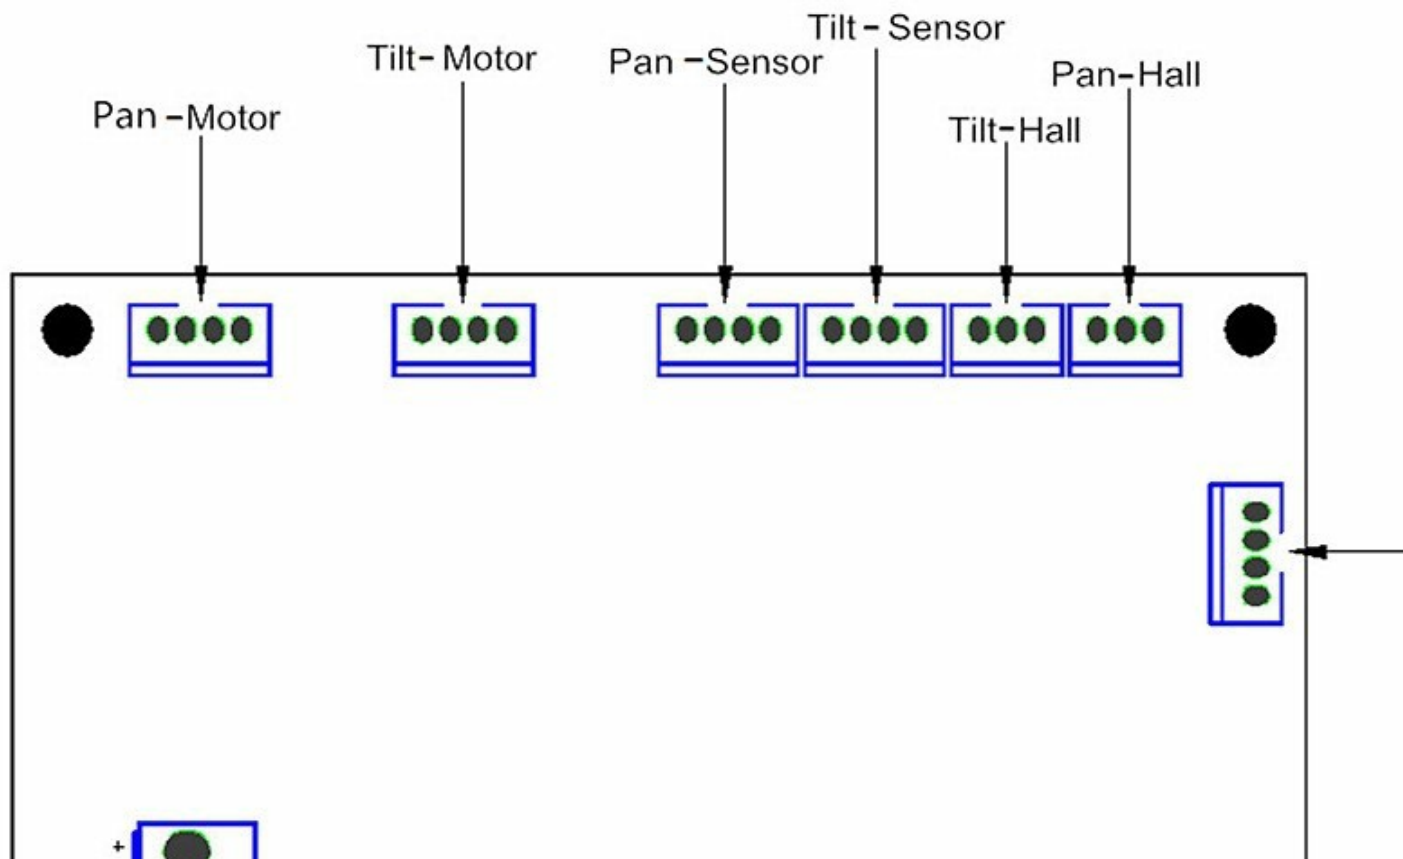 Tilt-Sensor
Tilt-Motor
Pan-Sensor
Pan-Hall
Pan-Motor
Tilt-Hall
+